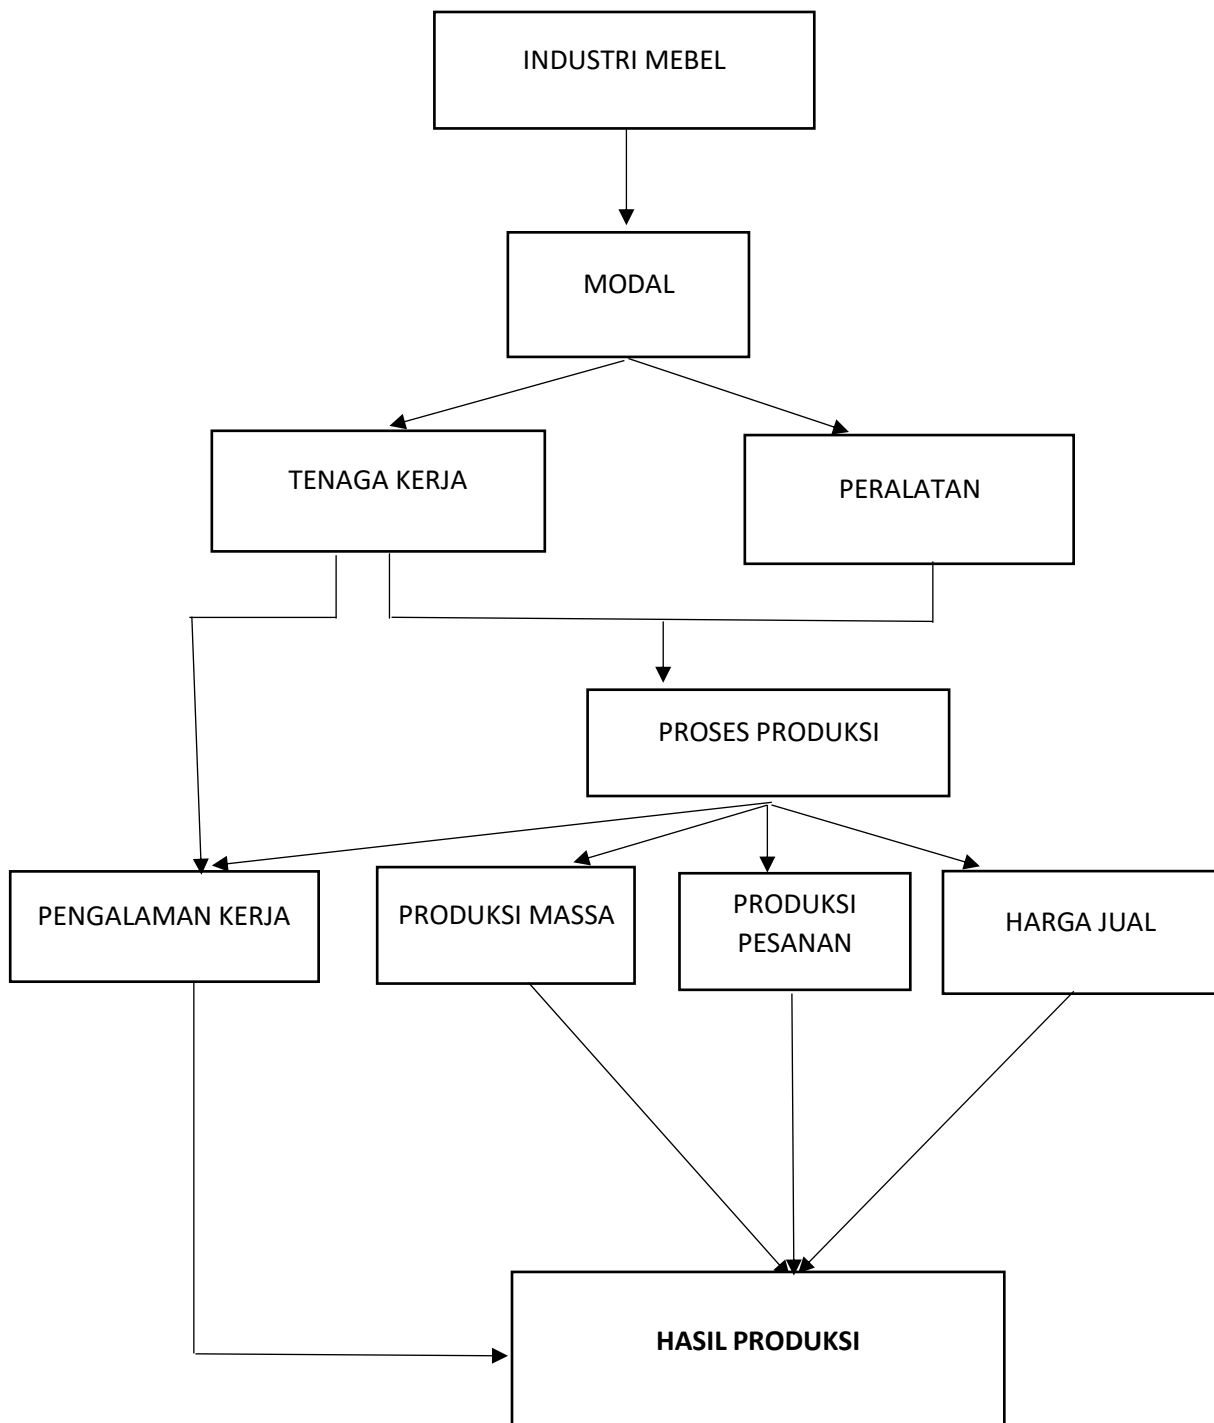 INDUSTRI MEBEL
MODAL
TENAGA KERJA
PERALATAN
PROSES PRODUKSI
PENGALAMAN KERJA
PRODUKSI MASSA
PRODUKSI
PESANAN
HARGA JUAL
HASIL PRODUKSI